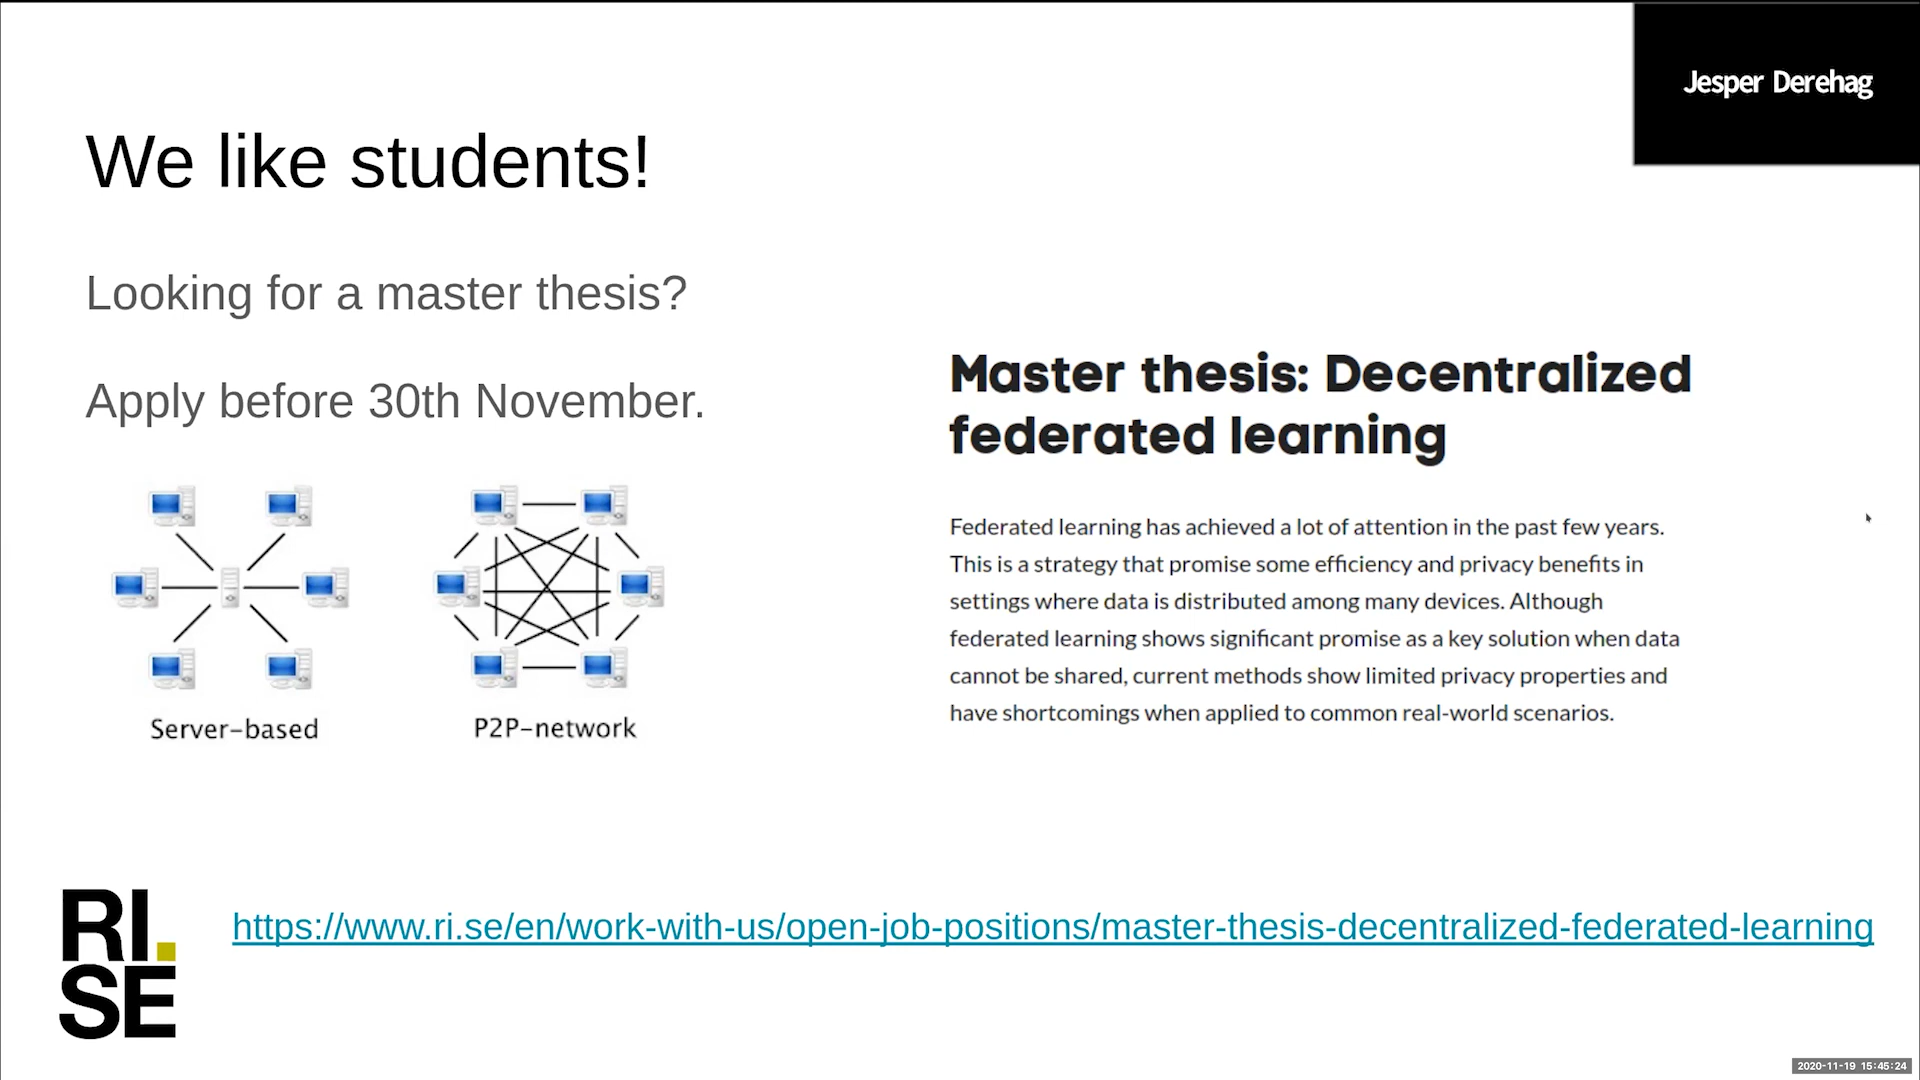 Jesper Derehag
We like students!
Looking for a master thesis?
Apply before 30th November.
Server-based
P2P-network
Master thesis: Decentralized
federated learning
Federated learning has achieved a lot of attention in the past few years.
This is a strategy that promise some efficiency and privacy benefits in
settings where data is distributed among many devices. Although
federated learning shows significant promise as a key solution when data
cannot be shared, current methods show limited privacy properties and
have shortcomings when applied to common real-world scenarios.
RI.
SE
https://www.ri.se/en/work-with-us/open-job-positions/master-thesis-decentralized-federated-learning
2020-11-19 15:45:24